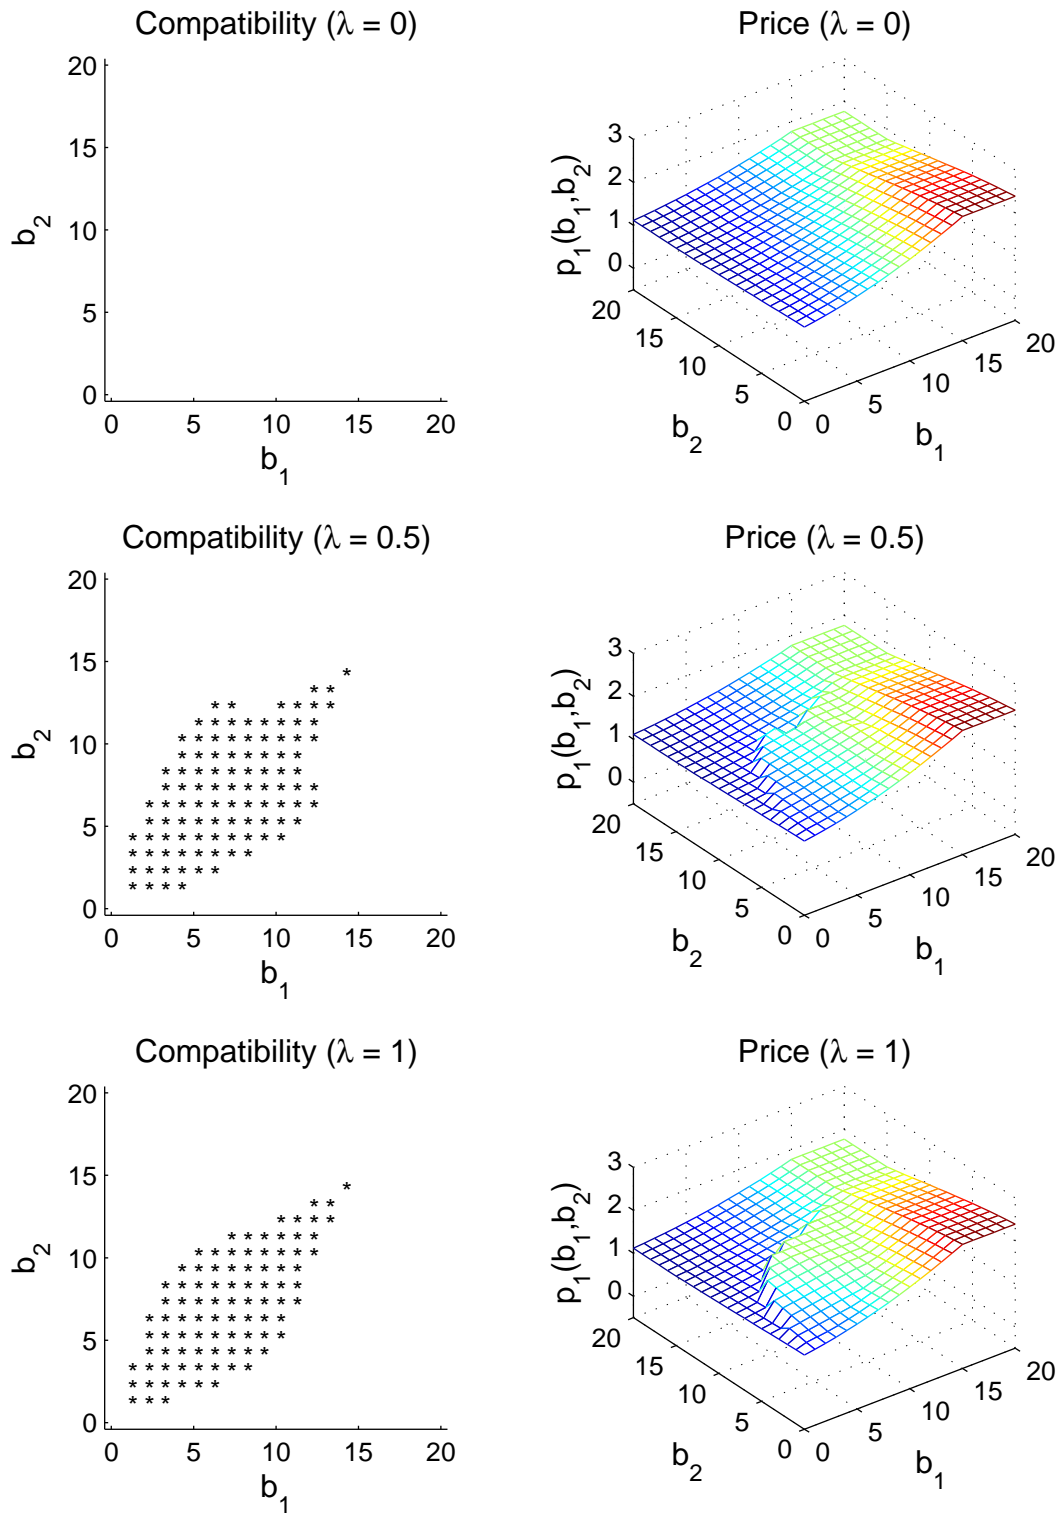 Compatibility (λ = 0)
20
15
10
5
0
b2
0 5 10 15 20
b1
Price (λ = 0)
3
2
1
0
p1(b1,b2)
20
15
10
5
0
b2
0
5
10
15
20
b1
Compatibility (λ = 0.5)
20
15
10
5
0
b2
0 5 10 15 20
b1
Price (λ = 0.5)
3
2
1
0
p1(b1,b2)
20
15
10
5
0
b2
0
5
10
15
20
b1
Compatibility (λ = 1)
20
15
10
5
0
b2
0 5 10 15 20
b1
Price (λ = 1)
3
2
1
0
p1(b1,b2)
20
15
10
5
0
b2
0
5
10
15
20
b1